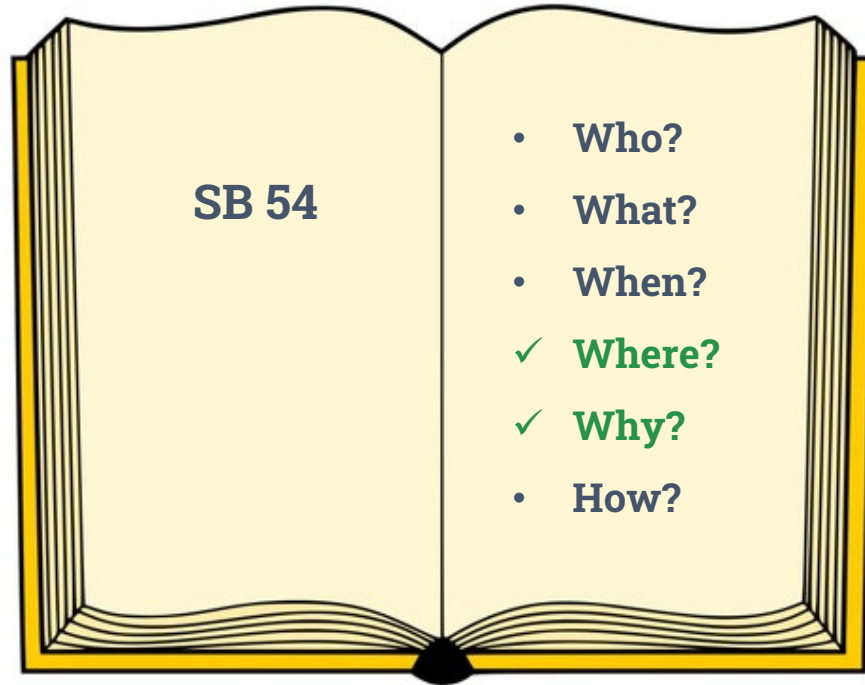 SB 54
• Who?
• What?
• When?
✓ Where?
✓ Why?
• How?